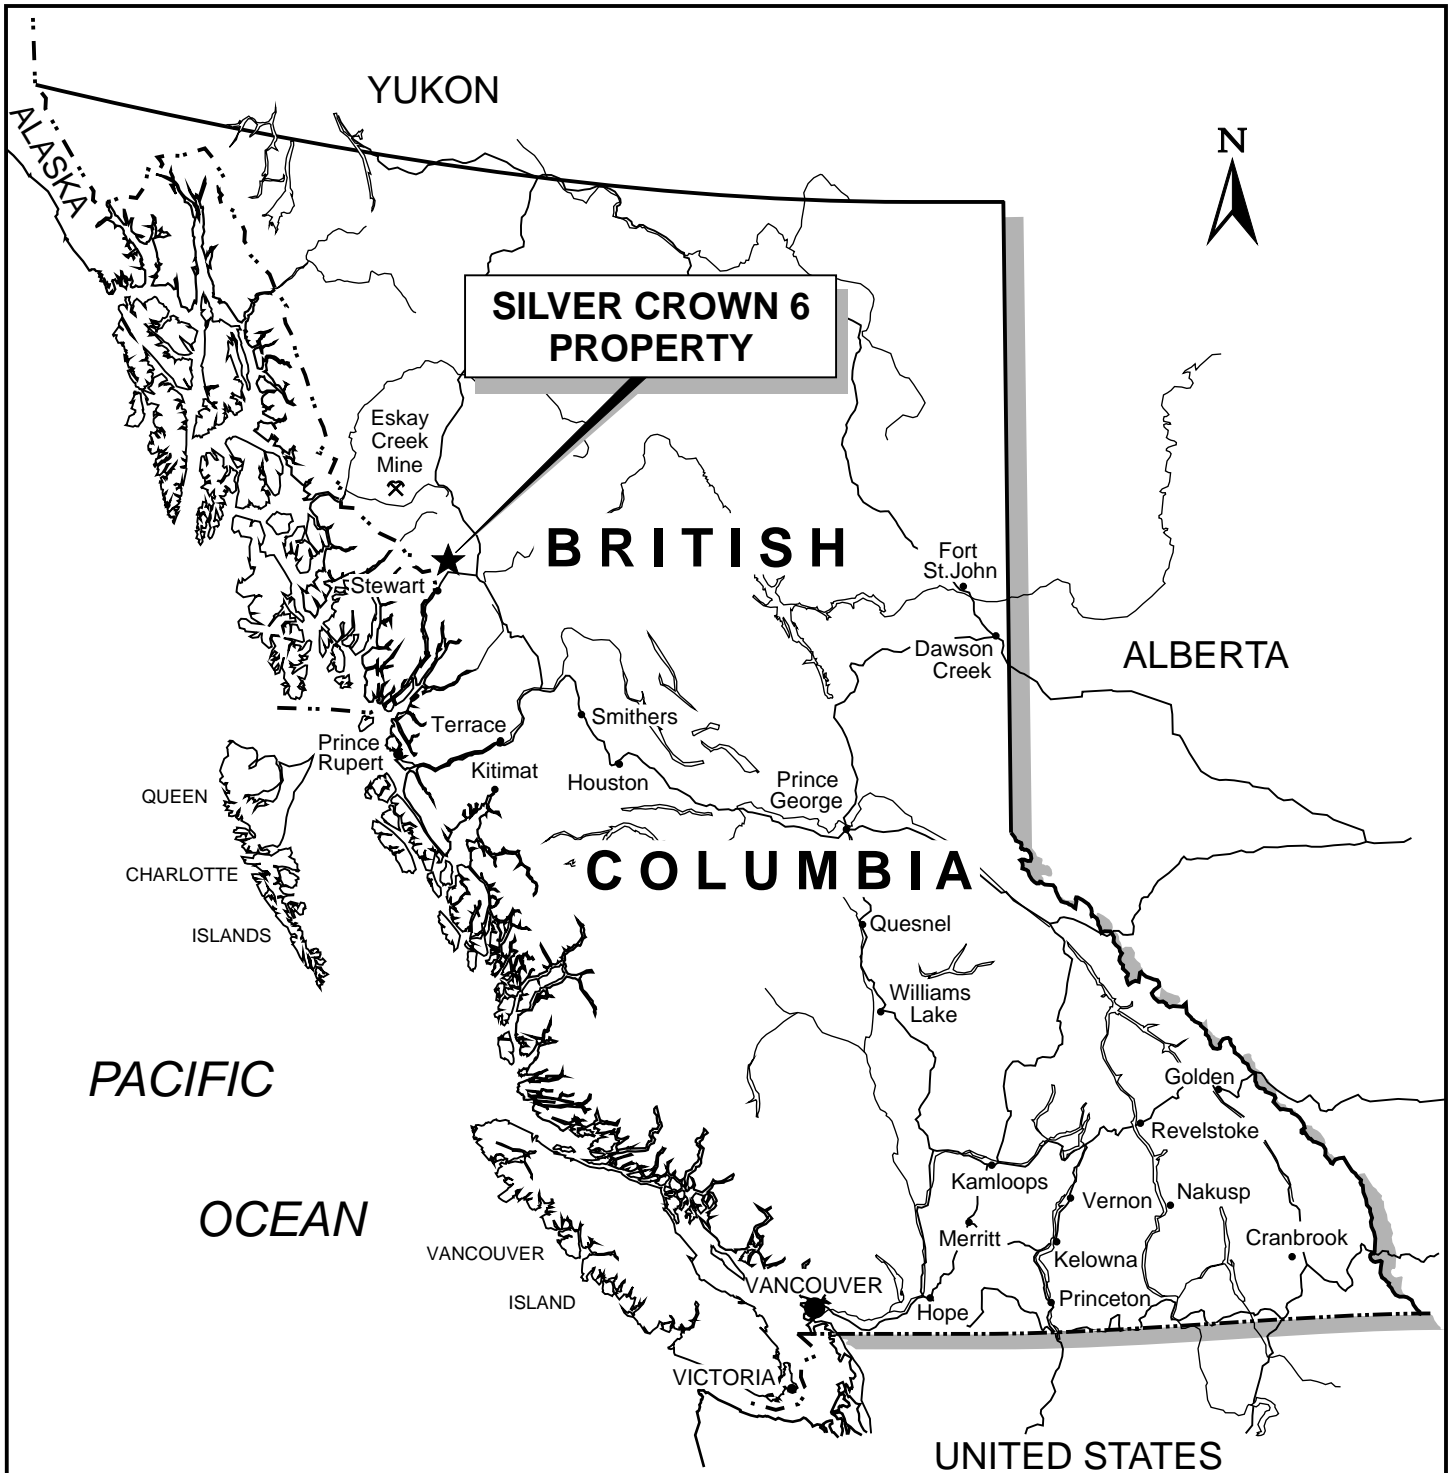 YUKON
N
ALASKA
SILVER CROWN 6
PROPERTY
Eskay
Creek
Mine
BRITISH
Fort
St.John
Stewart
Dawson
Creek
ALBERTA
Smithers
Terrace
Prince
Rupert
Kitimat
Houston
Prince
George
QUEEN
COLUMBIA
CHARLOTTE
Quesnel
ISLANDS
Williams
Lake
PACIFIC
Golden
Revelstoke
Kamloops
Vernon
Nakusp
OCEAN
Merritt
Cranbrook
VANCOUVER
Kelowna
VANCOUVER
ISLAND
Hope
Princeton
VICTORIA
UNITED STATES